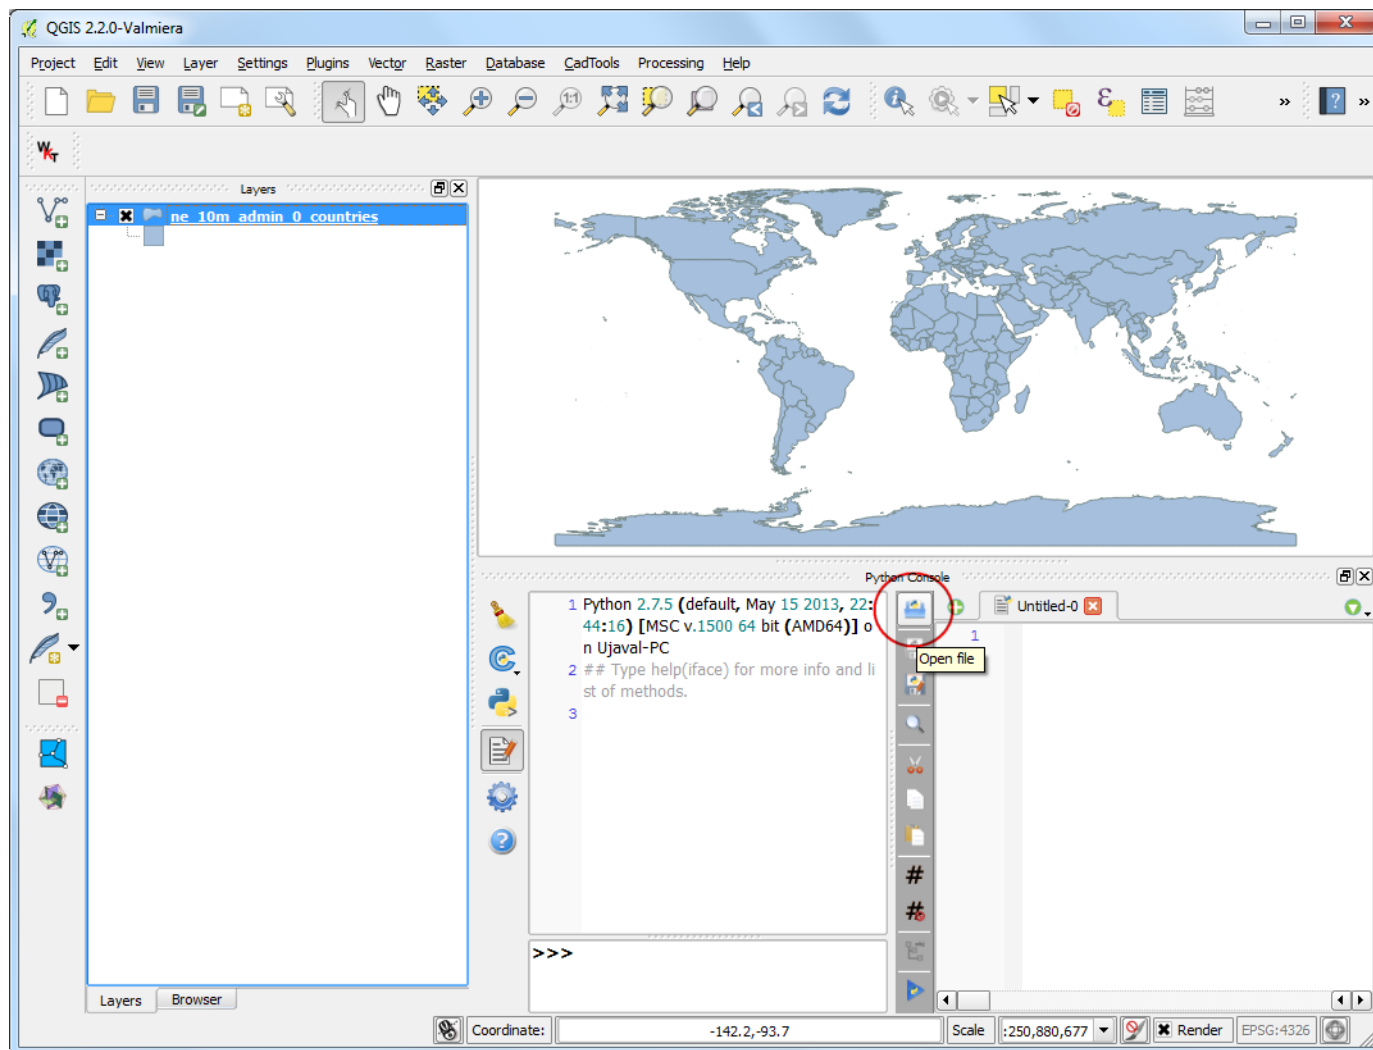 QGIS 2.2.0-Valmiera
Project Edit View Layer Settings Plugins Vector Raster Database CadTools Processing Help
1:1
»
?
»
WKT
Layers
ne_10m_admin_0_countries
Python Console
1 Python 2.7.5 (default, May 15 2013, 22:
44:16) [MSC v.1500 64 bit (AMD64)] o
n Ujaval-PC
2 ## Type help(iface) for more info and li
st of methods.
3
Untitled-0
1
Open file
#
#
>>>
Layers Browser
Coordinate: -142.2,-93.7 Scale :250,880,677 Render EPSG:4326